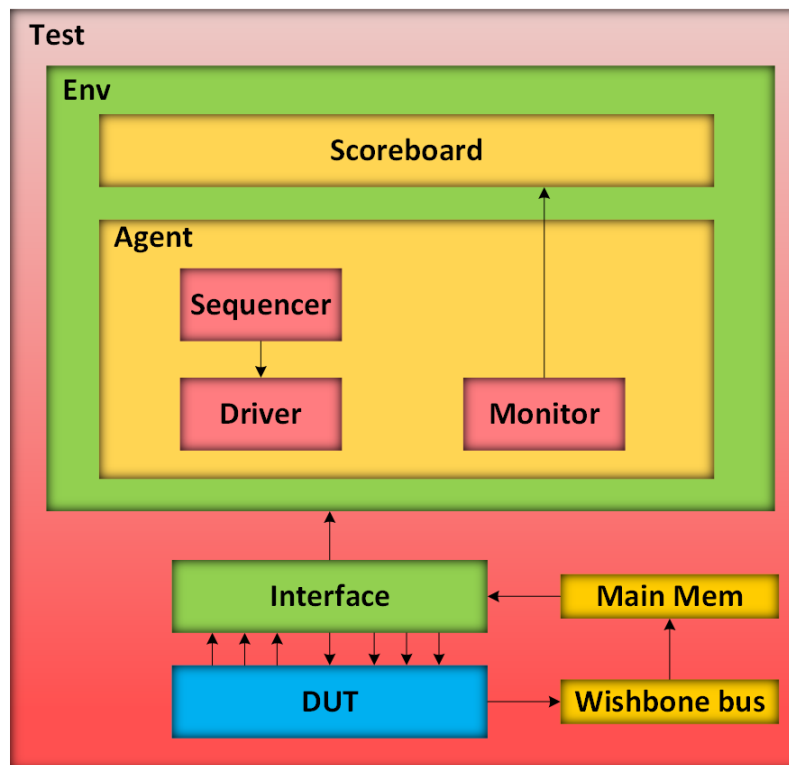 Test
Env
Scoreboard
Agent
Sequencer
Driver
Monitor
Interface
Main Mem
DUT
Wishbone bus